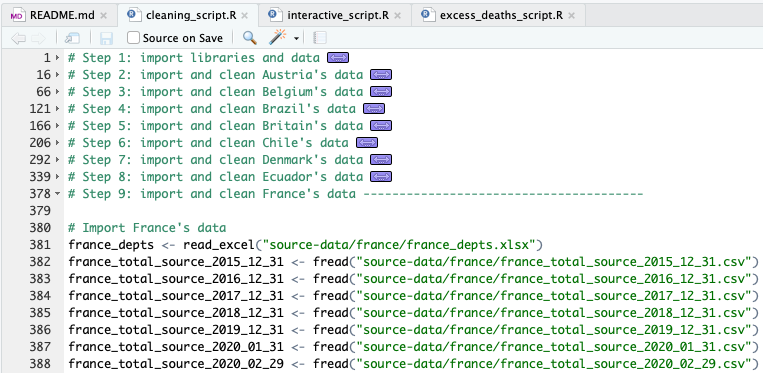 README.md cleaning_script.R interactive_script.R excess_deaths_script.R
Source on Save
1 # Step 1: import libraries and data
16 # Step 2: import and clean Austria's data
66 # Step 3: import and clean Belgium's data
121 # Step 4: import and clean Brazil's data
166 # Step 5: import and clean Britain's data
206 # Step 6: import and clean Chile's data
292 # Step 7: import and clean Denmark's data
339 # Step 8: import and clean Ecuador's data
378 # Step 9: import and clean France's data ---------------------------------------
379
380 # Import France's data
381 france_depts <- read_excel("source-data/france/france_depts.xlsx")
382 france_total_source_2015_12_31 <- fread("source-data/france/france_total_source_2015_12_31.csv")
383 france_total_source_2016_12_31 <- fread("source-data/france/france_total_source_2016_12_31.csv")
384 france_total_source_2017_12_31 <- fread("source-data/france/france_total_source_2017_12_31.csv")
385 france_total_source_2018_12_31 <- fread("source-data/france/france_total_source_2018_12_31.csv")
386 france_total_source_2019_12_31 <- fread("source-data/france/france_total_source_2019_12_31.csv")
387 france_total_source_2020_01_31 <- fread("source-data/france/france_total_source_2020_01_31.csv")
388 france_total_source_2020_02_29 <- fread("source-data/france/france_total_source_2020_02_29.csv")